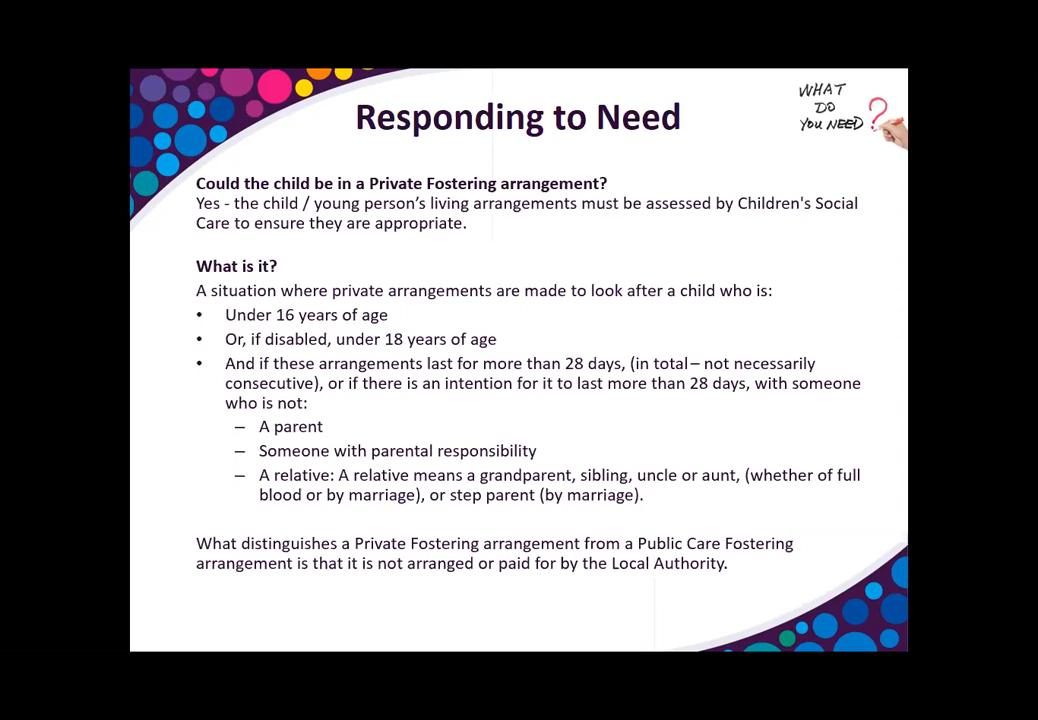 Responding to Need
WHAT
DO
YOU NEED ?
Could the child be in a Private Fostering arrangement?
Yes - the child / young person’s living arrangements must be assessed by Children's Social
Care to ensure they are appropriate.
What is it?
A situation where private arrangements are made to look after a child who is:
• Under 16 years of age
• Or, if disabled, under 18 years of age
• And if these arrangements last for more than 28 days, (in total – not necessarily
consecutive), or if there is an intention for it to last more than 28 days, with someone
who is not:
– A parent
– Someone with parental responsibility
– A relative: A relative means a grandparent, sibling, uncle or aunt, (whether of full
blood or by marriage), or step parent (by marriage).
What distinguishes a Private Fostering arrangement from a Public Care Fostering
arrangement is that it is not arranged or paid for by the Local Authority.